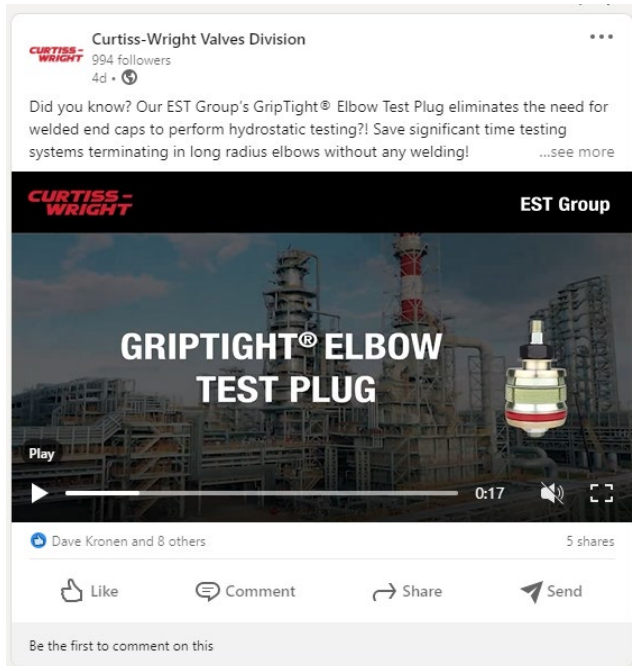 CURTISS-WRIGHT
Curtiss-Wright Valves Division
994 followers
4d •
Did you know? Our EST Group's GripTight® Elbow Test Plug eliminates the need for
welded end caps to perform hydrostatic testing?! Save significant time testing
systems terminating in long radius elbows without any welding! ...see more
CURTISS-
WRIGHT
EST Group
GRIPTIGHT® ELBOW
TEST PLUG
Play
0:17
Dave Kronen and 8 others 5 shares
Like Comment Share Send
Be the first to comment on this